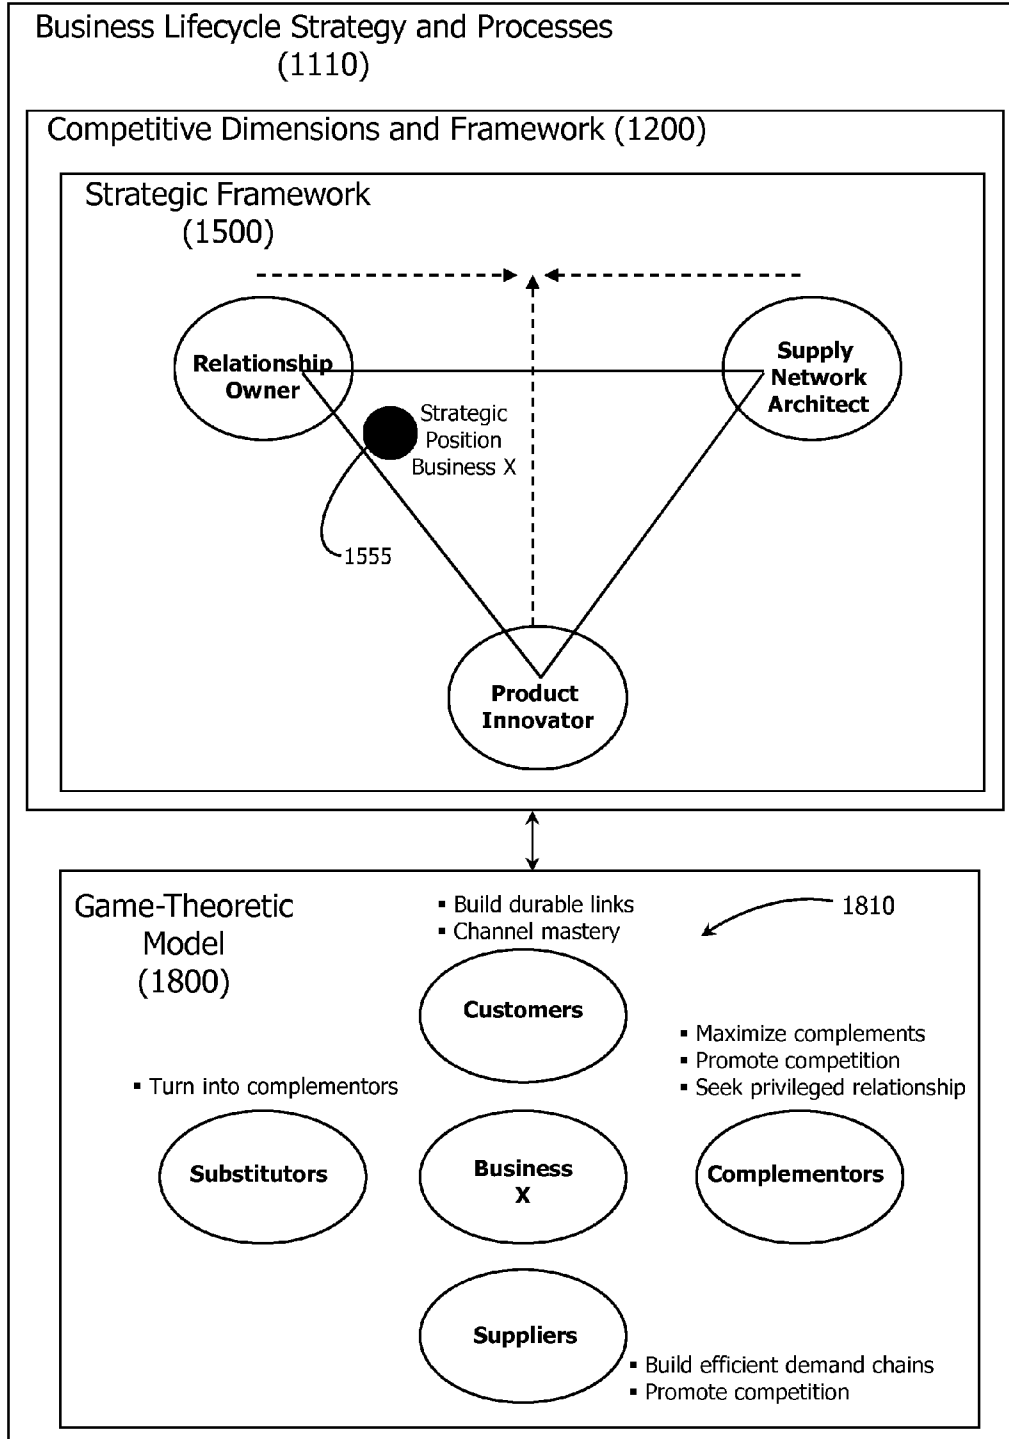 Business Lifecycle Strategy and Processes
(1110)
Competitive Dimensions and Framework (1200)
Strategic Framework
(1500)
Relationship
Owner
Supply
Network
Architect
Strategic
Position
Business X
1555
Product
Innovator
Game-Theoretic
Model
(1800)
▪ Build durable links
▪ Channel mastery
1810
Customers
▪ Maximize complements
▪ Promote competition
▪ Seek privileged relationship
▪ Turn into complementors
Substitutors
Business
X
Complementors
Suppliers
▪ Build efficient demand chains
▪ Promote competition